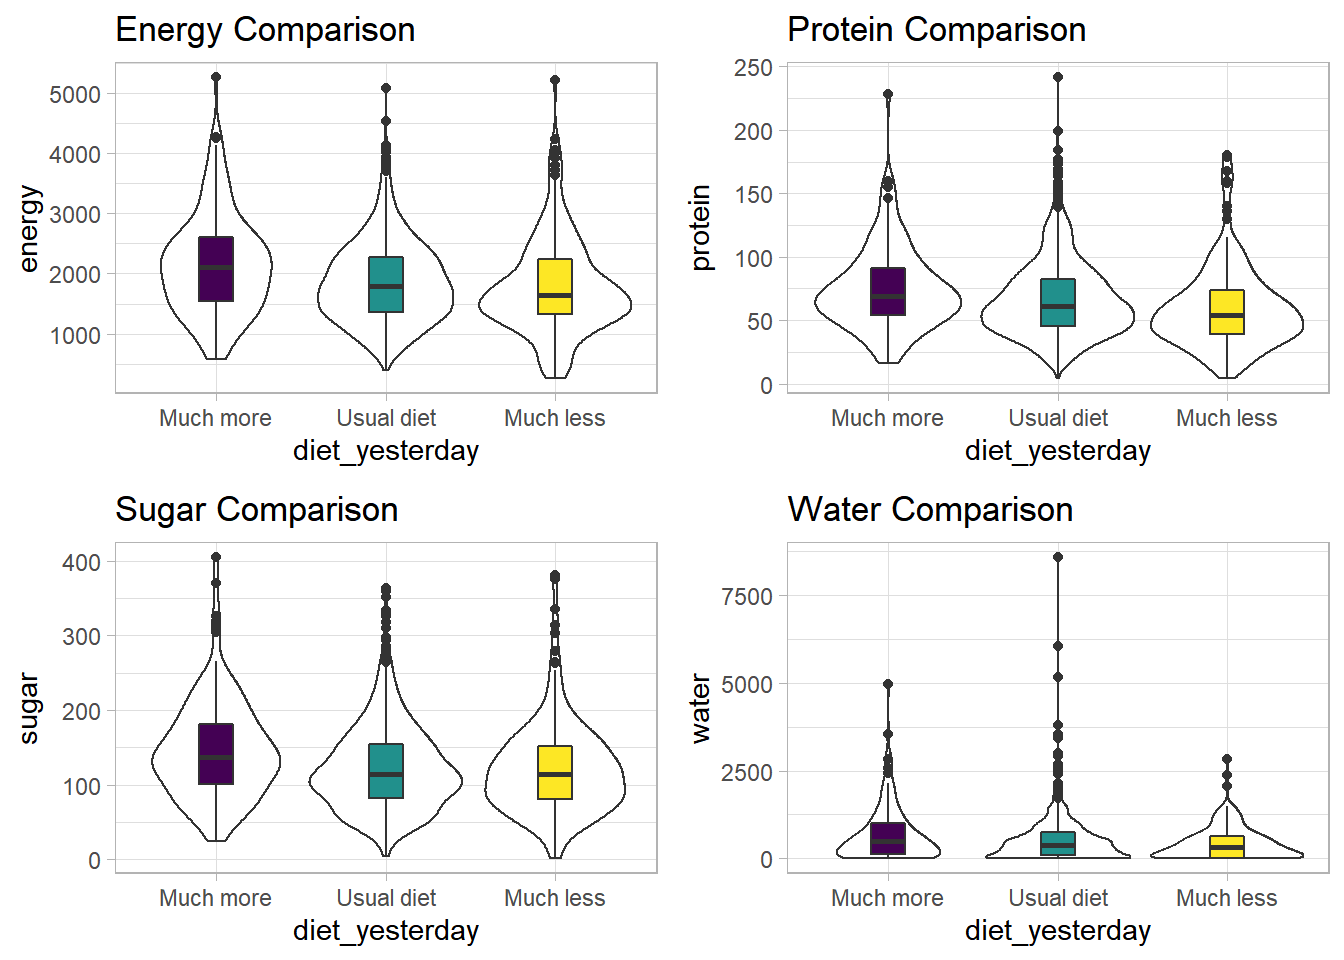 Energy Comparison
energy
5000
4000
3000
2000
1000
Much more Usual diet Much less
diet_yesterday
Protein Comparison
protein
250
200
150
100
50
0
Much more Usual diet Much less
diet_yesterday
Sugar Comparison
sugar
400
300
200
100
0
Much more Usual diet Much less
diet_yesterday
Water Comparison
water
7500
5000
2500
0
Much more Usual diet Much less
diet_yesterday